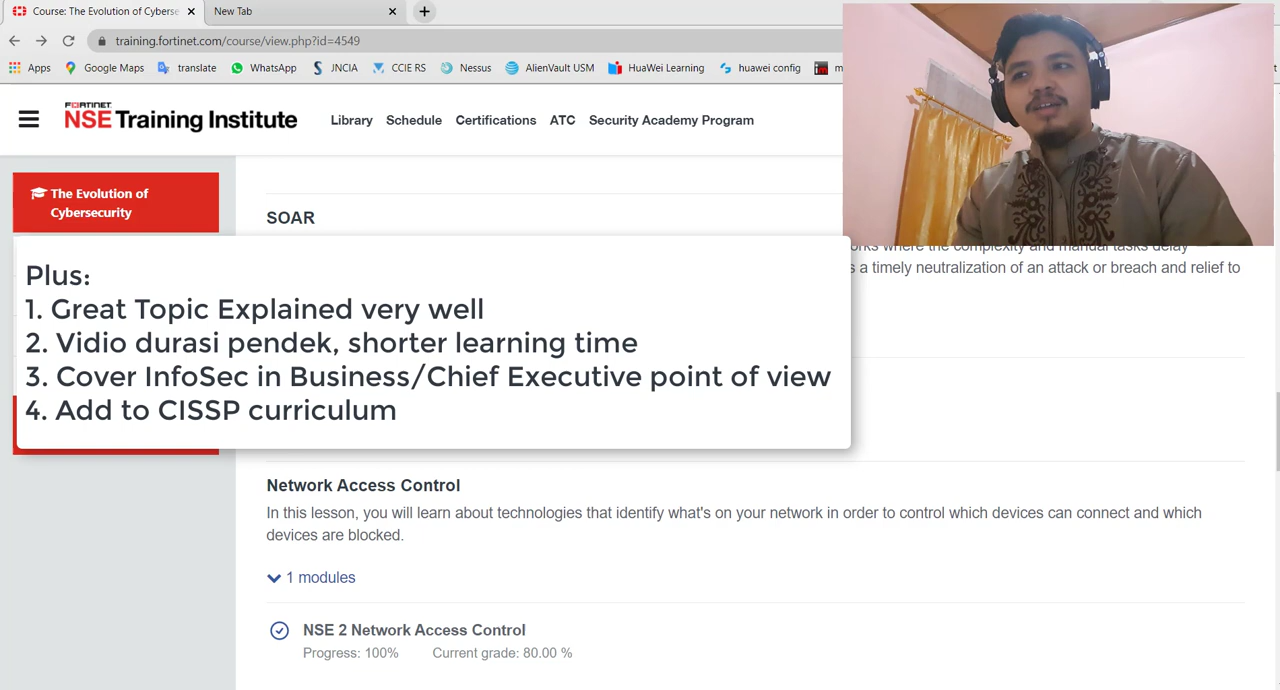 Course: The Evolution of Cyberse
New Tab
training.fortinet.com/course/view.php?id=4549
Apps Google Maps translate WhatsApp JNCIA CCIE RS Nessus AlienVault USM HuaWei Learning huawei config m
FORTINET
NSE Training Institute
Library Schedule Certifications ATC Security Academy Program
The Evolution of
Cybersecurity
SOAR
where the complexity and manual tasks delay
s a timely neutralization of an attack or breach and relief to
Plus:
1. Great Topic Explained very well
2. Vidio durasi pendek, shorter learning time
3. Cover InfoSec in Business/Chief Executive point of view
4. Add to CISSP curriculum
Network Access Control
In this lesson, you will learn about technologies that identify what's on your network in order to control which devices can connect and which
devices are blocked.
1 modules
NSE 2 Network Access Control
Progress: 100% Current grade: 80.00 %